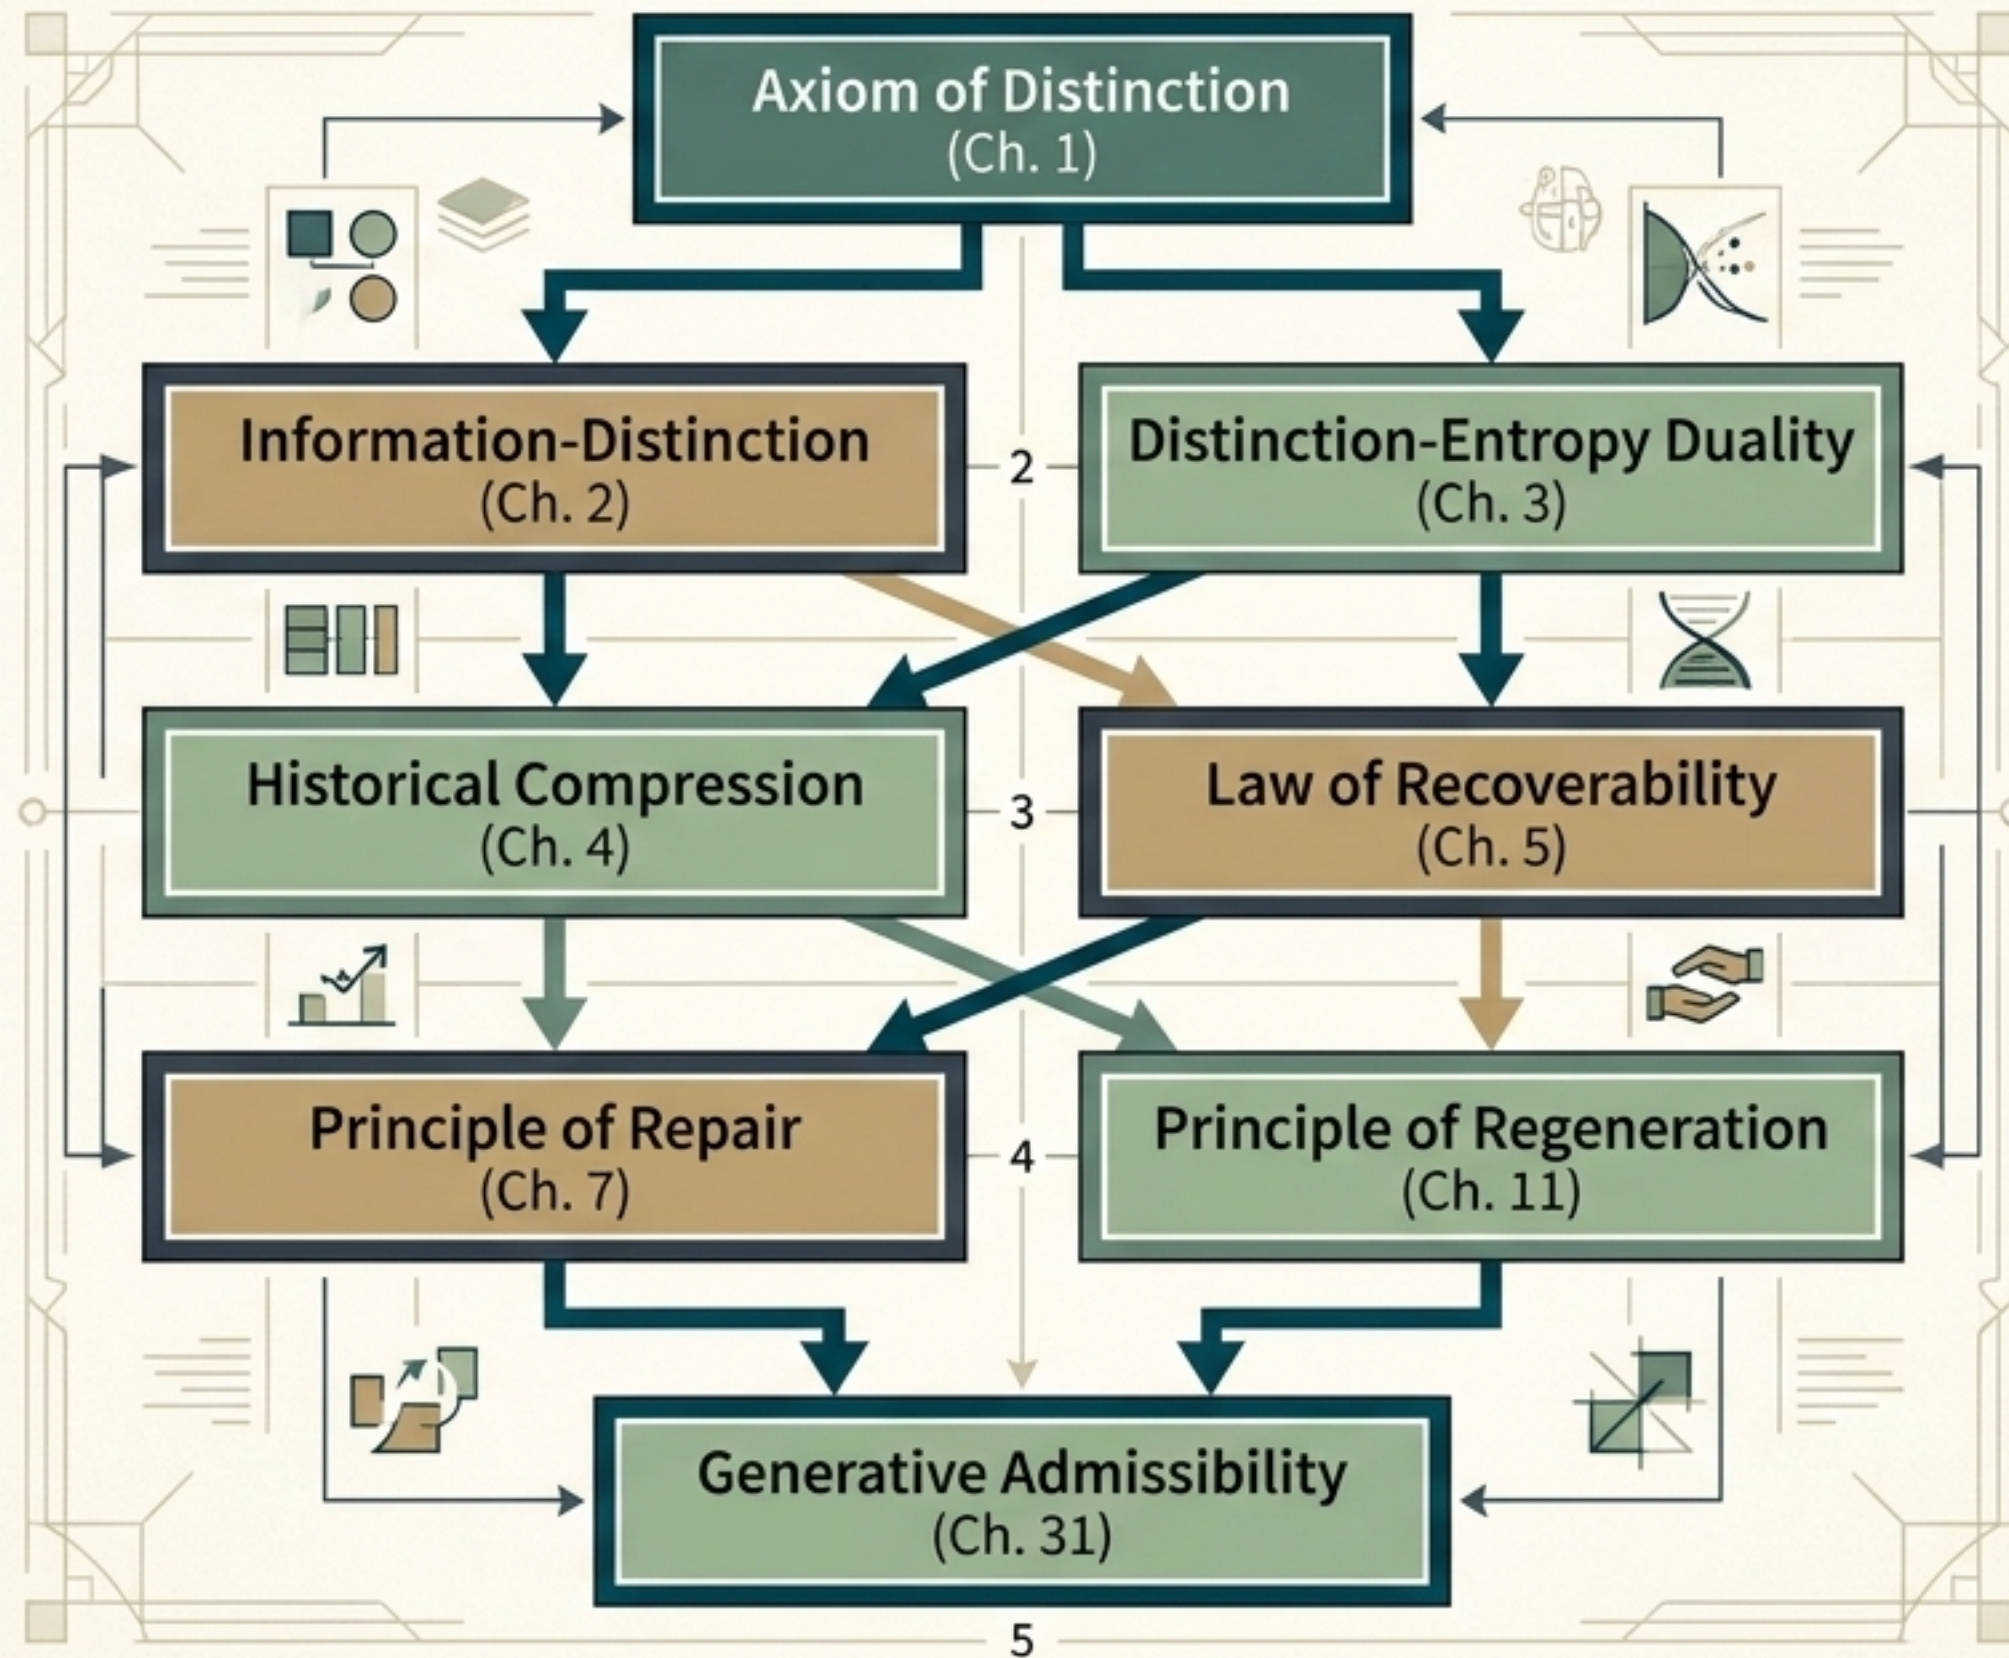 Axiom of Distinction
(Ch. 1)
Information-Distinction
(Ch. 2)
2
Distinction-Entropy Duality
(Ch. 3)
Historical Compression
(Ch. 4)
3
Law of Recoverability
(Ch. 5)
Principle of Repair
(Ch. 7)
4
Principle of Regeneration
(Ch. 11)
Generative Admissibility
(Ch. 31)
5